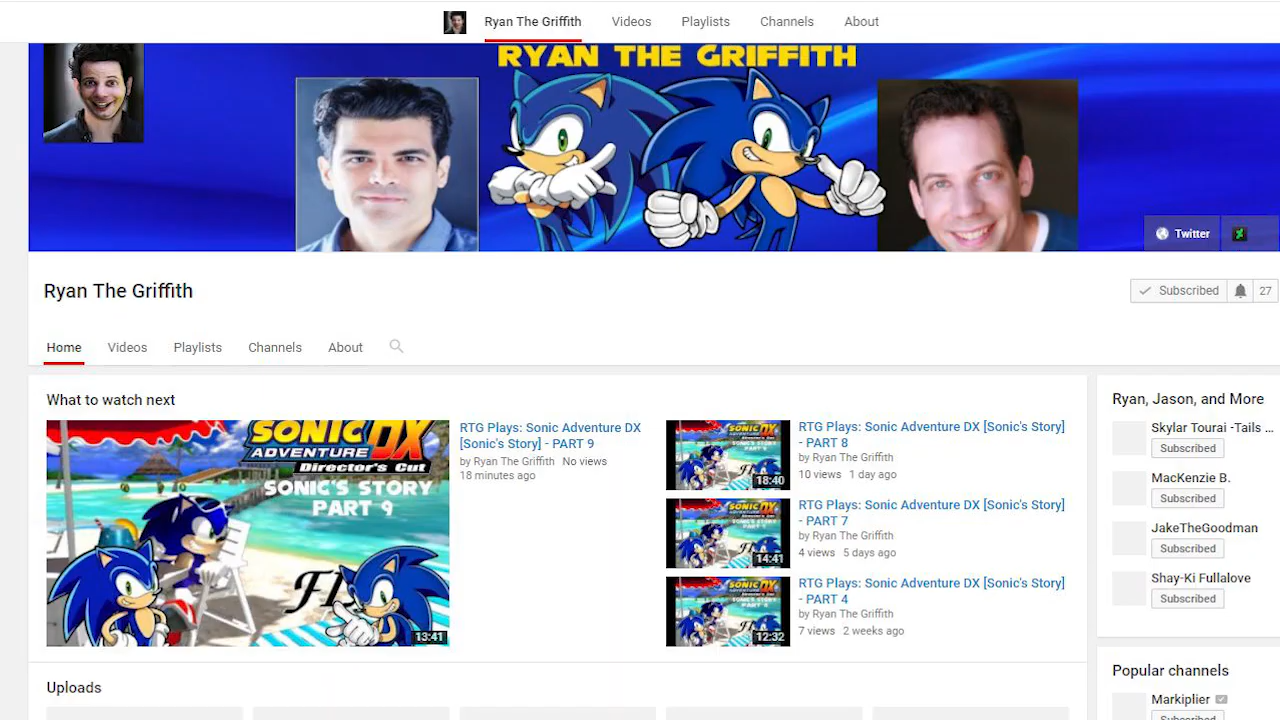 Ryan The Griffith Videos Playlists Channels About
RYAN THE GRIFFITH
Twitter
Ryan The Griffith
Subscribed 27
Home Videos Playlists Channels About
What to watch next
SONIC DX
ADVENTURE
Director's Cut
SONIC'S STORY
PART 9
13:41
RTG Plays: Sonic Adventure DX
[Sonic's Story] - PART 9
by Ryan The Griffith No views
18 minutes ago
18:40
RTG Plays: Sonic Adventure DX [Sonic's Story]
- PART 8
by Ryan The Griffith
10 views 1 day ago
14:41
RTG Plays: Sonic Adventure DX [Sonic's Story]
- PART 7
by Ryan The Griffith
4 views 5 days ago
12:32
RTG Plays: Sonic Adventure DX [Sonic's Story]
- PART 4
by Ryan The Griffith
7 views 2 weeks ago
Uploads
Ryan, Jason, and More
Skylar Tourai -Tails ...
Subscribed
MacKenzie B.
Subscribed
JakeTheGoodman
Subscribed
Shay-Ki Fullalove
Subscribed
Popular channels
Markiplier
Subscribed